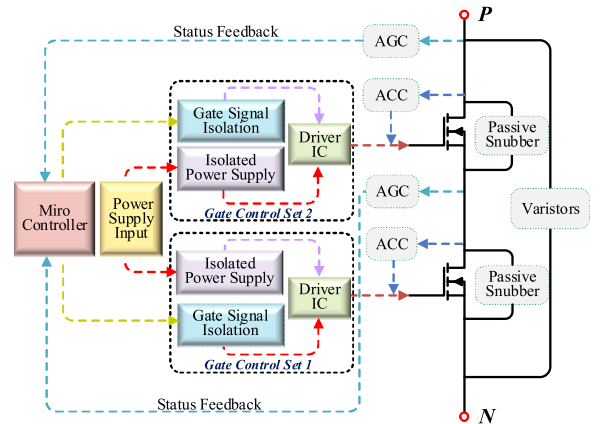 P
Status Feedback
AGC
ACC
Gate Signal
Isolation
Driver
IC
Passive
Snubber
Isolated
Power Supply
AGC
Miro
Controller
Power
Supply
Input
Varistors
Gate Control Set 2
ACC
Isolated
Power Supply
Driver
IC
Passive
Snubber
Gate Signal
Isolation
Gate Control Set 1
Status Feedback
N